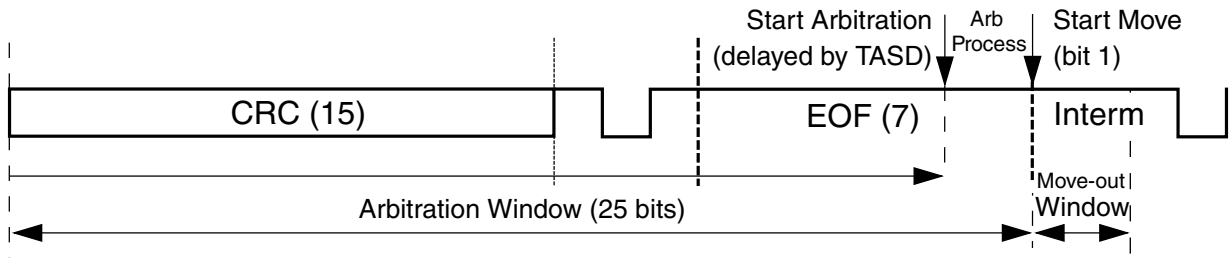 Start Arbitration
(delayed by TASD)
Arb
Process
Start Move
(bit 1)
CRC (15)
EOF (7)
Interm
Arbitration Window (25 bits)
Move-out
Window